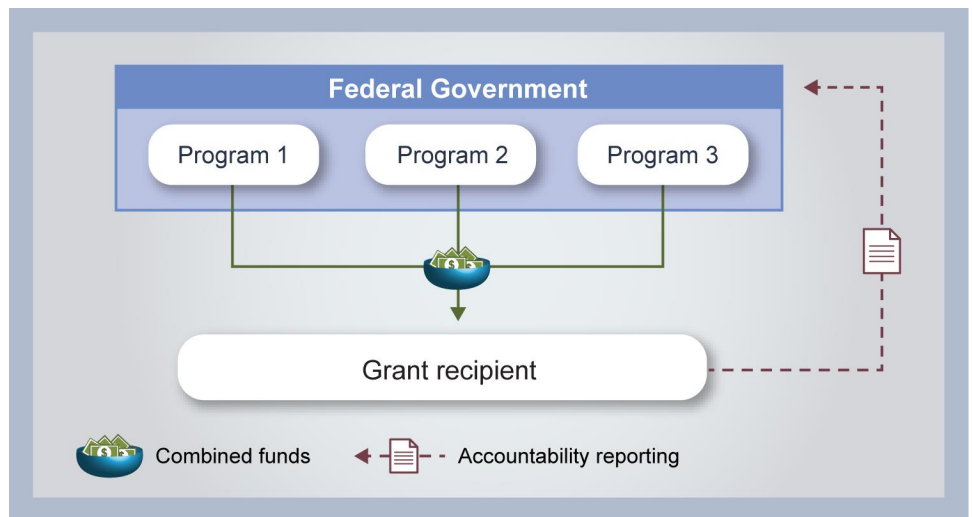 Federal Government
Program 1
Program 2
Program 3
Grant recipient
Combined funds
Accountability reporting